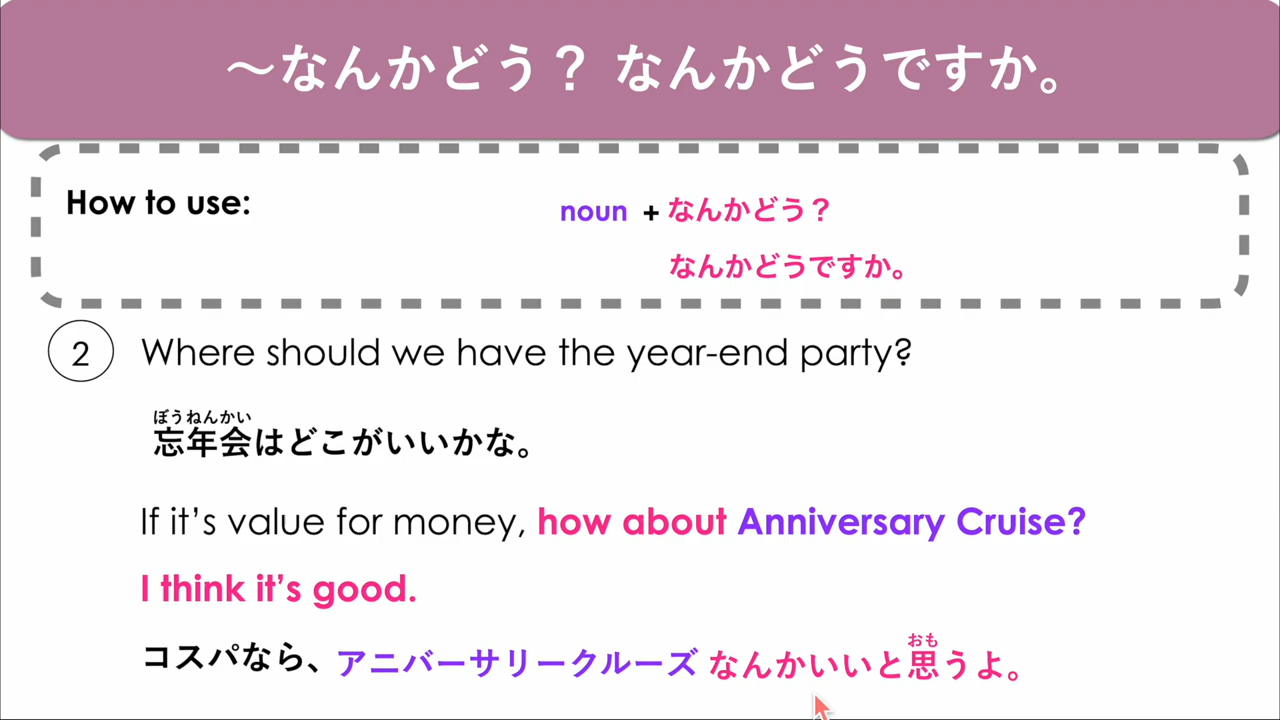 ～なんかどう？ なんかどうですか。
How to use:
noun + なんかどう？
なんかどうですか。
2 Where should we have the year-end party?
ぼうねんかい
忘年会はどこがいいかな。
If it's value for money, how about Anniversary Cruise?
I think it's good.
おも
コスパなら、アニバーサリークルーズ なんかいいと思うよ。